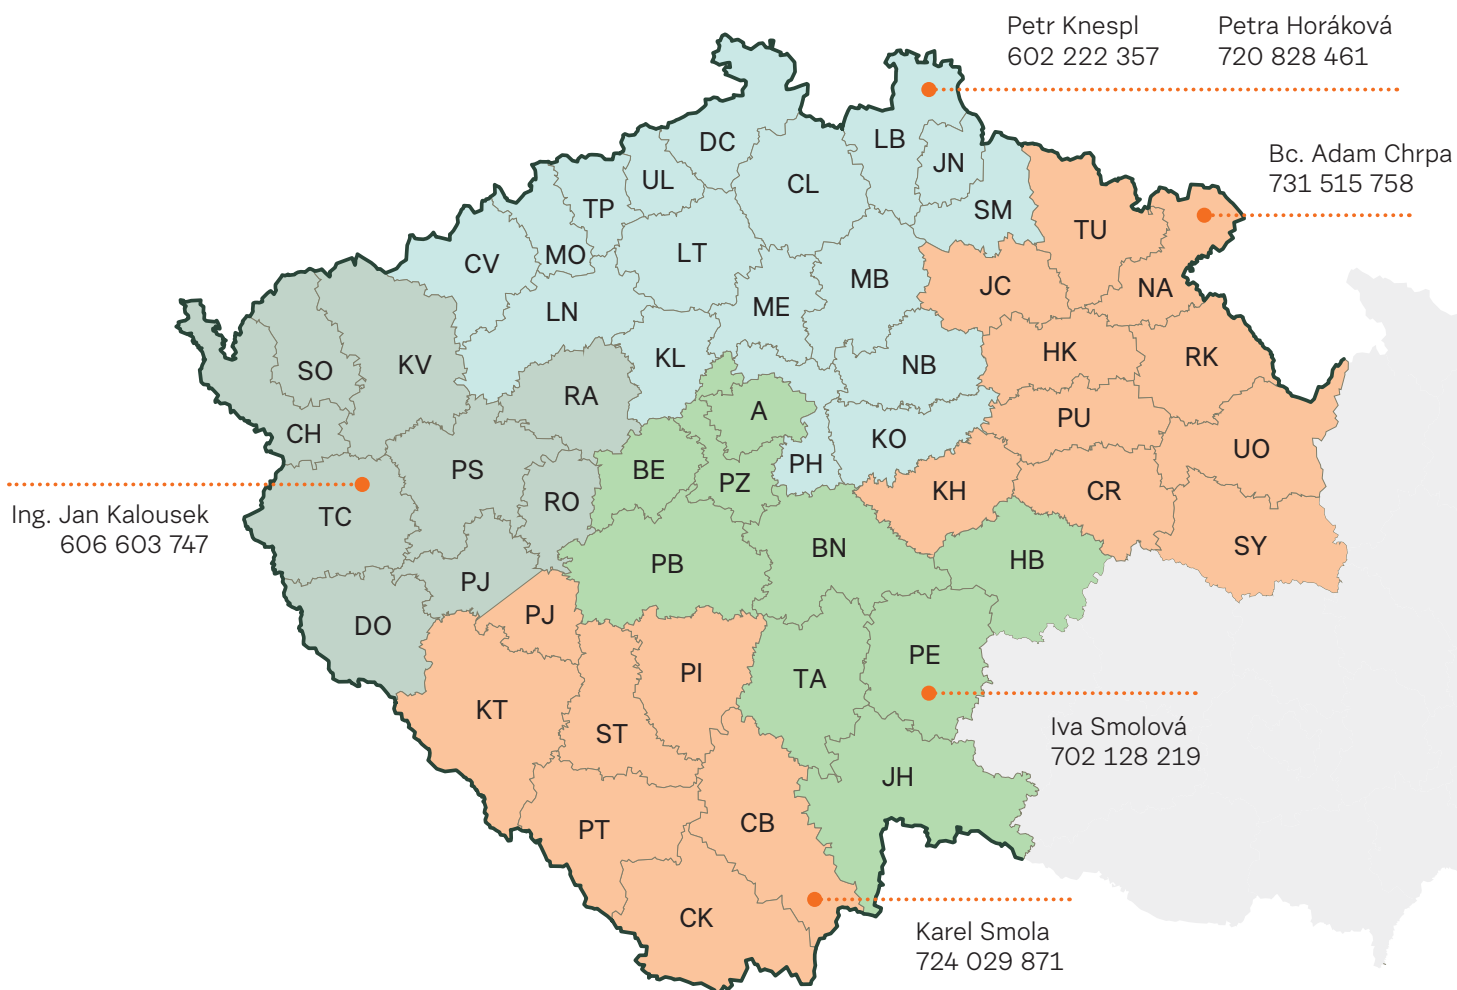 Petr Knespl
602 222 357
Petra Horáková
720 828 461
Bc. Adam Chrpa
731 515 758
DC
LB
JN
UL
CL
TP
SM
TU
MO
CV
LT
MB
JC
NA
LN
ME
KL
NB
HK
RK
SO
KV
RA
A
PU
CH
KO
UO
PS
BE
PZ
PH
KH
CR
RO
TC
Ing. Jan Kalousek
606 603 747
PJ
PB
BN
HB
SY
DO
PJ
PI
TA
PE
KT
ST
Iva Smolová
702 128 219
JH
PT
CB
CK
Karel Smola
724 029 871